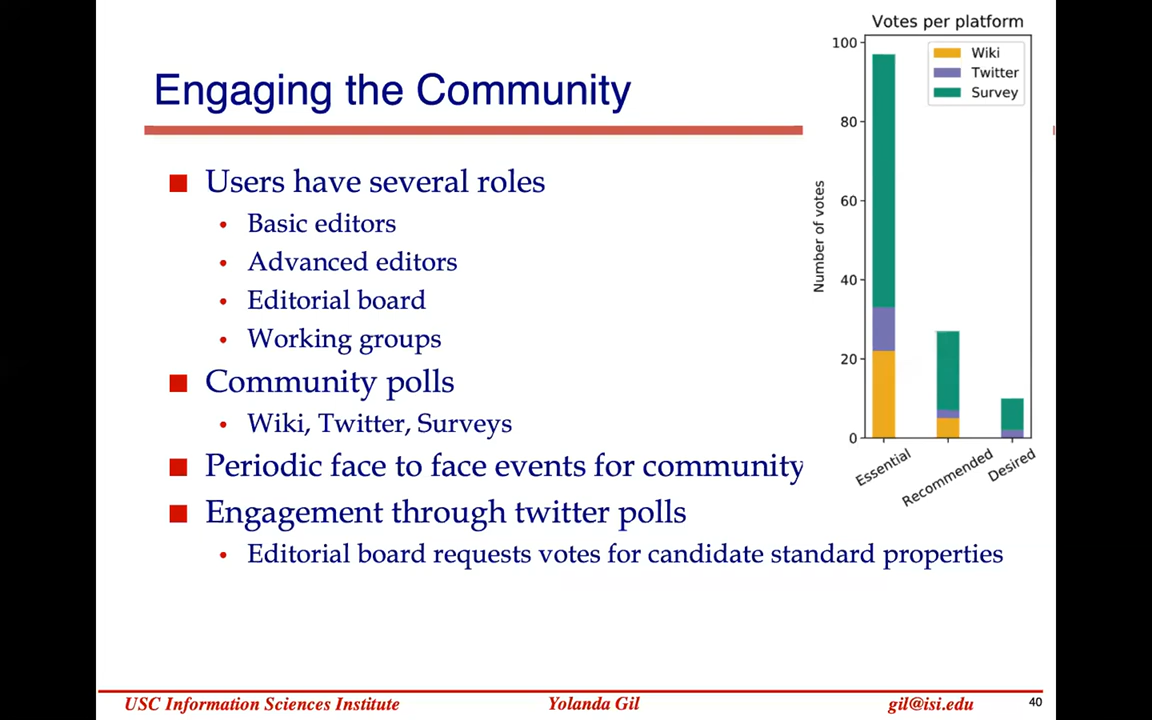 Engaging the Community
Users have several roles
Basic editors
Advanced editors
Editorial board
Working groups
Community polls
Wiki, Twitter, Surveys
Periodic face to face events for community
Engagement through twitter polls
Editorial board requests votes for candidate standard properties
Votes per platform
Wiki
Twitter
Survey
Number of votes
100
80
60
40
20
0
Essential
Recommended
Desired
USC Information Sciences Institute
Yolanda Gil
gil@isi.edu
40